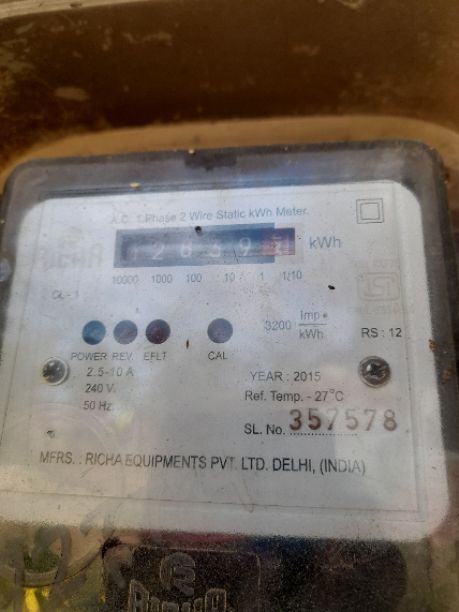 A.C. 1 Phase 2 Wire Static kWh Meter.
12639 kWh
10000 1000 100 10 1 1/10
CL - 1
3200 Imp / kWh
RS : 12
POWER REV. EFLT CAL
2.5-10 A
240 V.
50 Hz.
YEAR : 2015
Ref. Temp. - 27°C
SL. No. 357578
MFRS. : RICHA EQUIPMENTS PVT. LTD. DELHI, (INDIA)